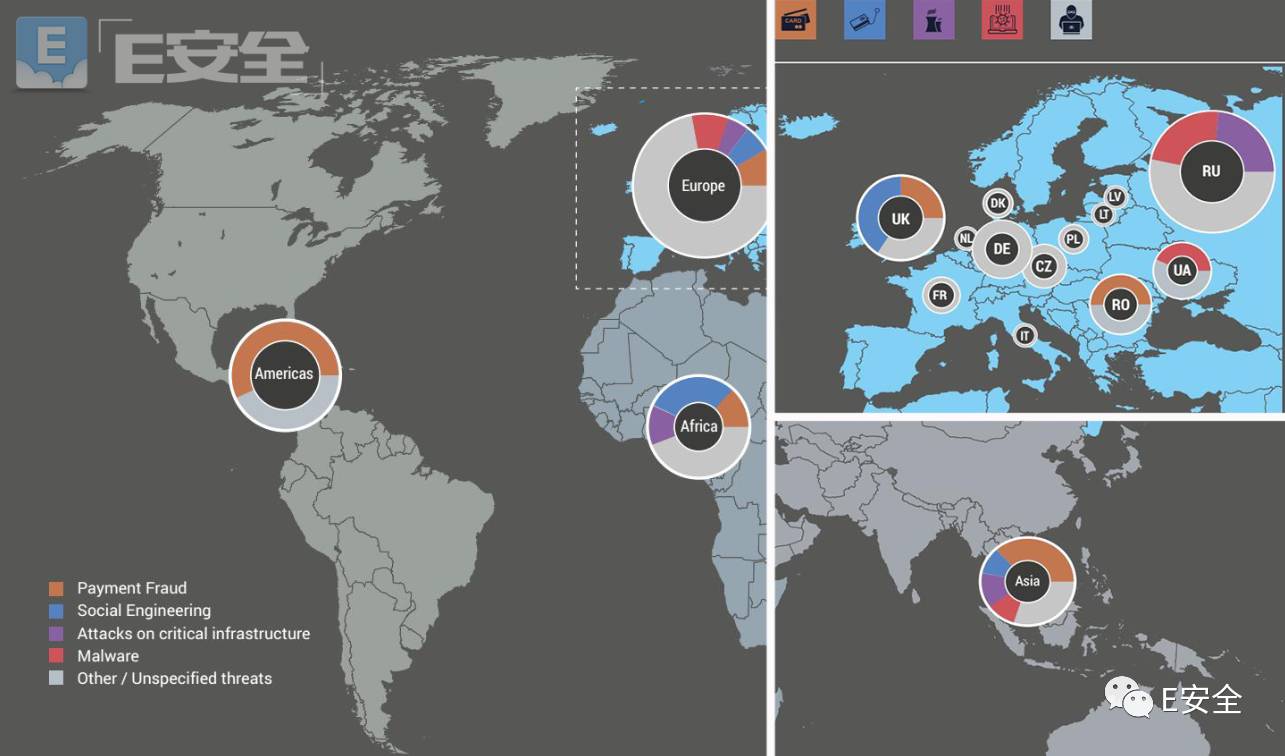 E
E安全
CARD
Europe
Americas
Africa
Payment Fraud
Social Engineering
Attacks on critical infrastructure
Malware
Other / Unspecified threats
RU
UK
DK
LV
LT
NL
DE
PL
CZ
UA
FR
RO
IT
Asia
E安全